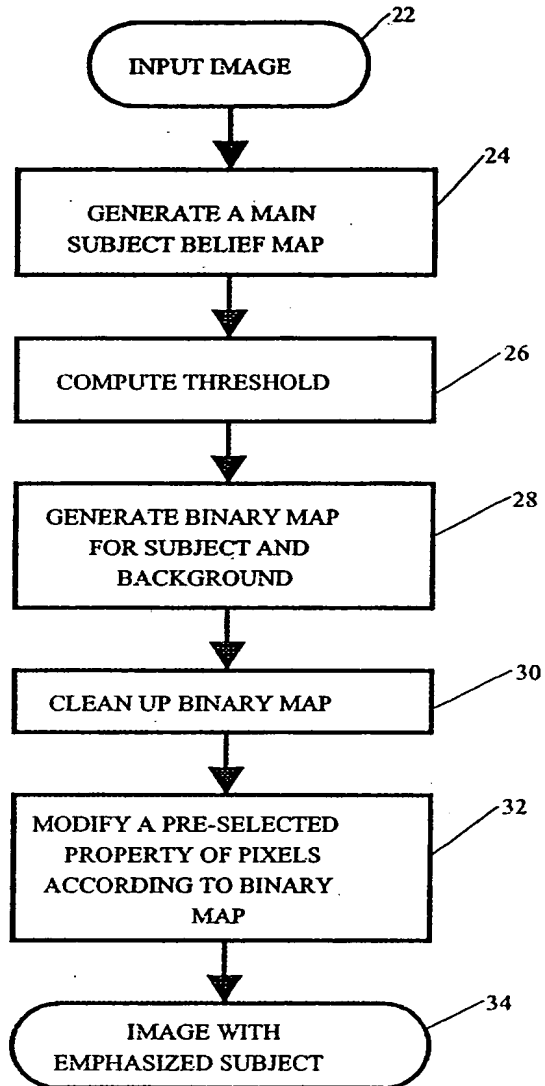 22
INPUT IMAGE
24
GENERATE A MAIN
SUBJECT BELIEF MAP
26
COMPUTE THRESHOLD
28
GENERATE BINARY MAP
FOR SUBJECT AND
BACKGROUND
30
CLEAN UP BINARY MAP
32
MODIFY A PRE-SELECTED
PROPERTY OF PIXELS
ACCORDING TO BINARY
MAP
34
IMAGE WITH
EMPHASIZED SUBJECT